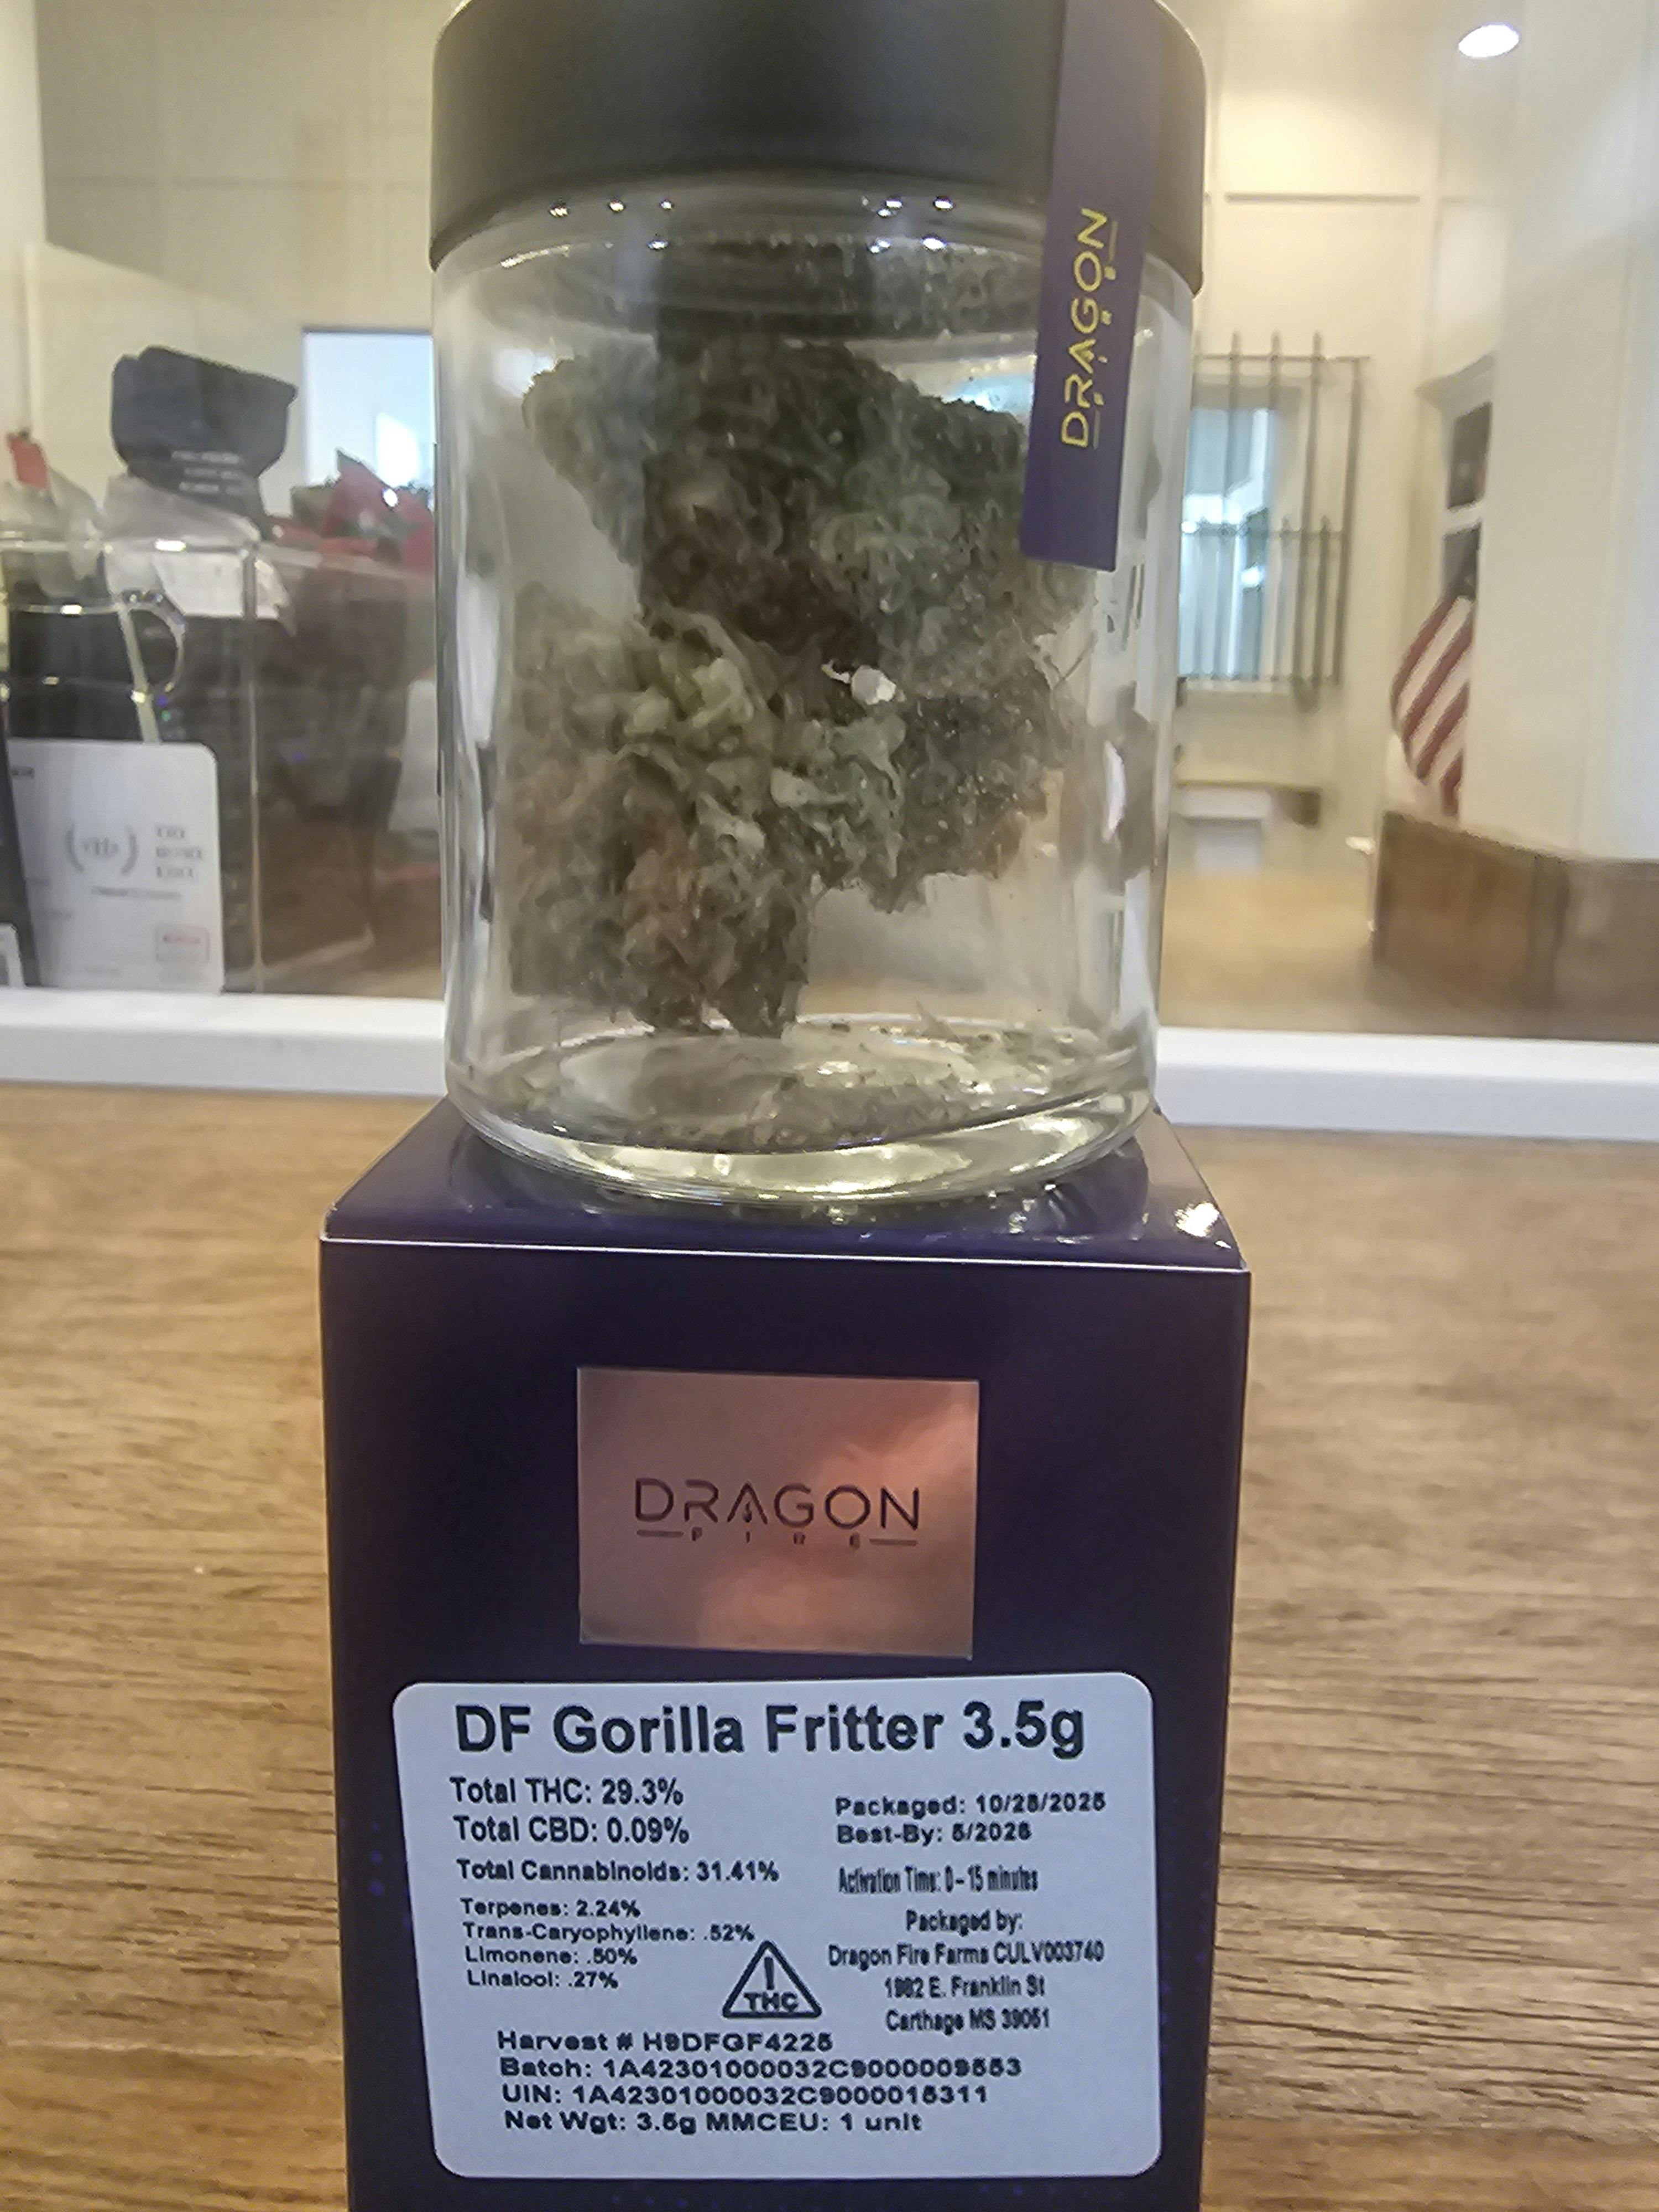 DRAGON
DRAGON
FIRE
DF Gorilla Fritter 3.5g
Total THC: 29.3%
Total CBD: 0.09%
Total Cannabinoids: 31.41%
Terpenes: 2.24%
Trans-Caryophyllene: .52%
Limonene: .50%
Linalool: .27%
Packaged: 10/28/2025
Best-By: 5/2026
Activation Time: 0-15 minutes
Packaged by:
Dragon Fire Farms CULV003740
1982 E. Franklin St
Carthage MS 39051
!
THC
Harvest # H9DFGF4225
Batch: 1A42301000032C9000009553
UIN: 1A42301000032C9000015311
Net Wgt: 3.5g MMCEU: 1 unit